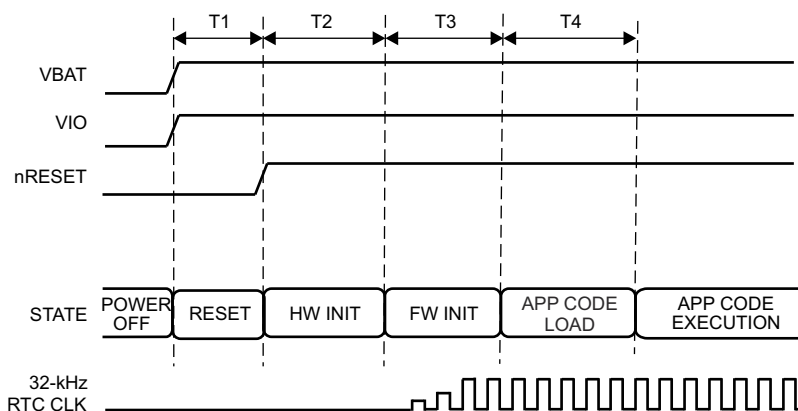 T1 T2 T3 T4
VBAT
VIO
nRESET
STATE
POWER
OFF
RESET
HW INIT
FW INIT
APP CODE
LOAD
APP CODE
EXECUTION
32-kHz
RTC CLK